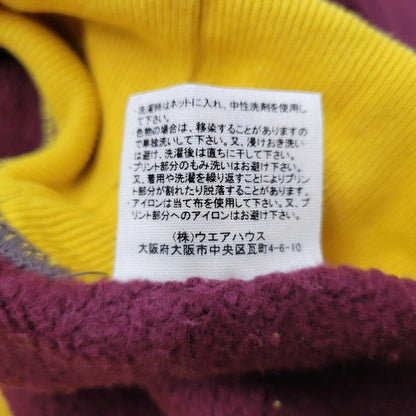 ・洗濯時はネットに入れ、中性洗剤を使用し
て下さい。
・色物の場合は、移染することがありますので
単独洗いして下さい。又、浸けおき洗い
は避け、洗濯後は直ちに干して下さい。
・プリント部分のもみ洗いはお避け下さい。
又、着用や洗濯を繰り返すことによりプリ
ント部分が割れたり脱落することがあります。
・アイロンは当て布を使用して下さい。又、プ
リント部分へのアイロンはお避け下さい。
(株)ウエアハウス
大阪府大阪市中央区瓦町4-6-10